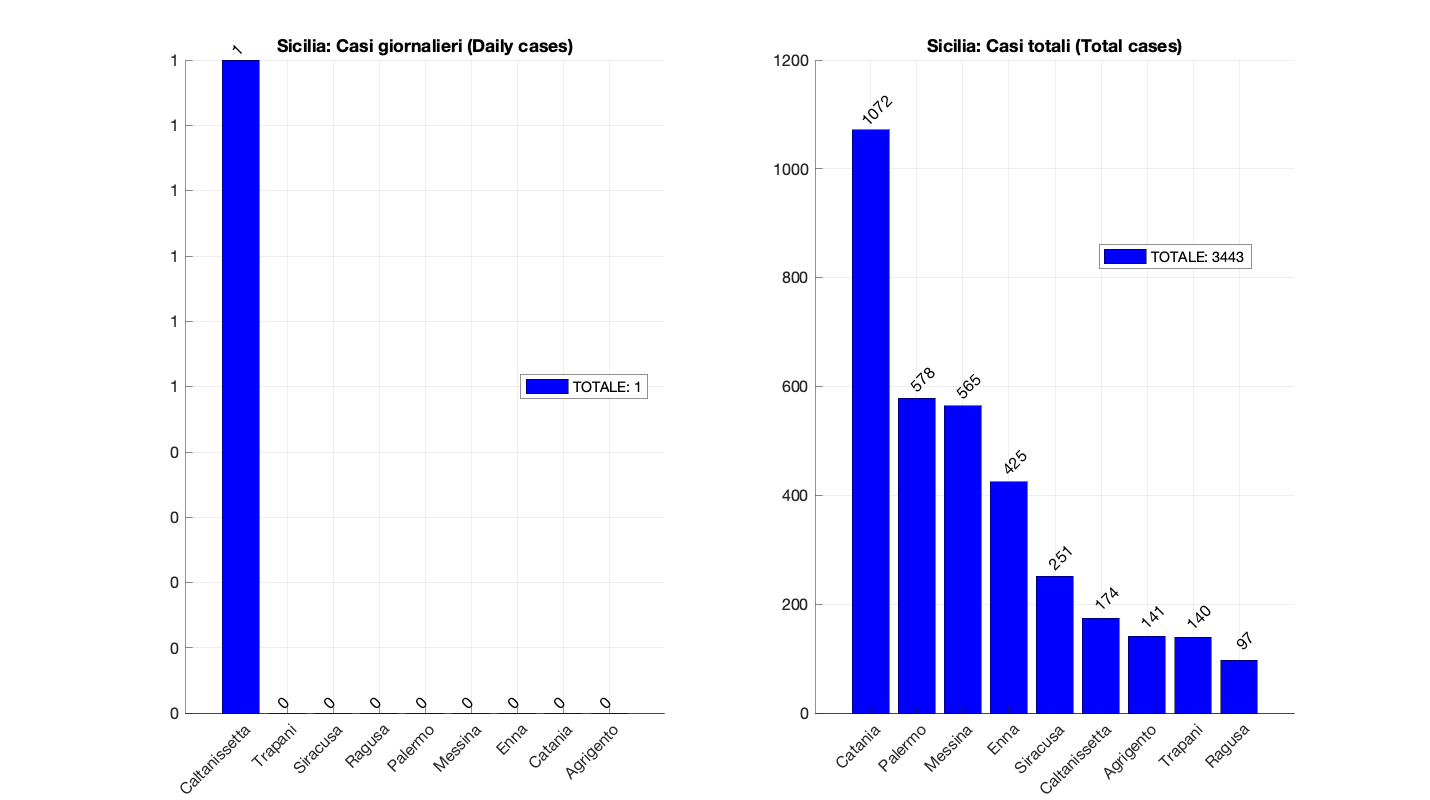 Sicilia: Casi giornalieri (Daily cases)
1
1
1
1
1
1
0
0
0
0
0
1
0
0
0
0
0
0
0
0
TOTALE: 1
Caltanissetta
Trapani
Siracusa
Ragusa
Palermo
Messina
Enna
Catania
Agrigento
Sicilia: Casi totali (Total cases)
1200
1000
800
600
400
200
0
1072
578
565
425
251
174
141
140
97
TOTALE: 3443
Catania
Palermo
Messina
Enna
Siracusa
Caltanissetta
Agrigento
Trapani
Ragusa